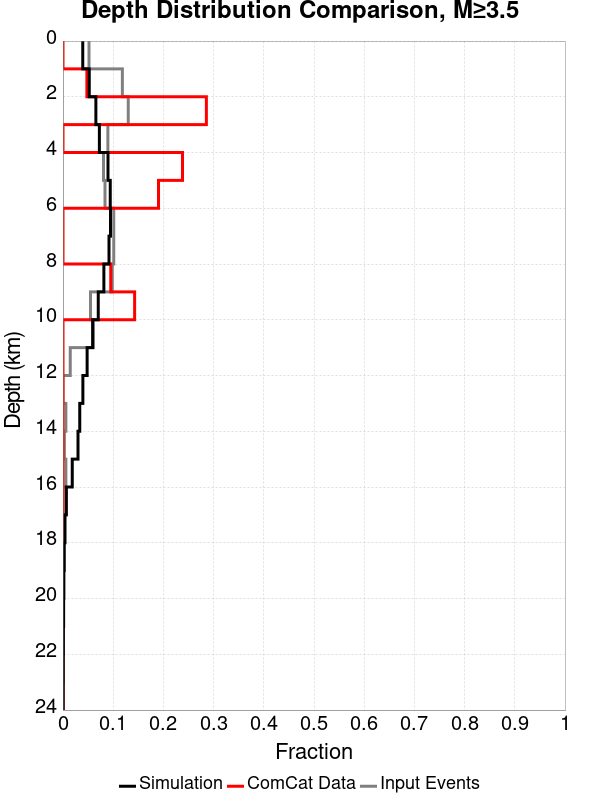 Depth Distribution Comparison, M≥3.5
0
2
4
6
8
10
12
14
16
18
20
22
24
Depth (km)
0 0.1 0.2 0.3 0.4 0.5 0.6 0.7 0.8 0.9 1
Fraction
Simulation ComCat Data Input Events